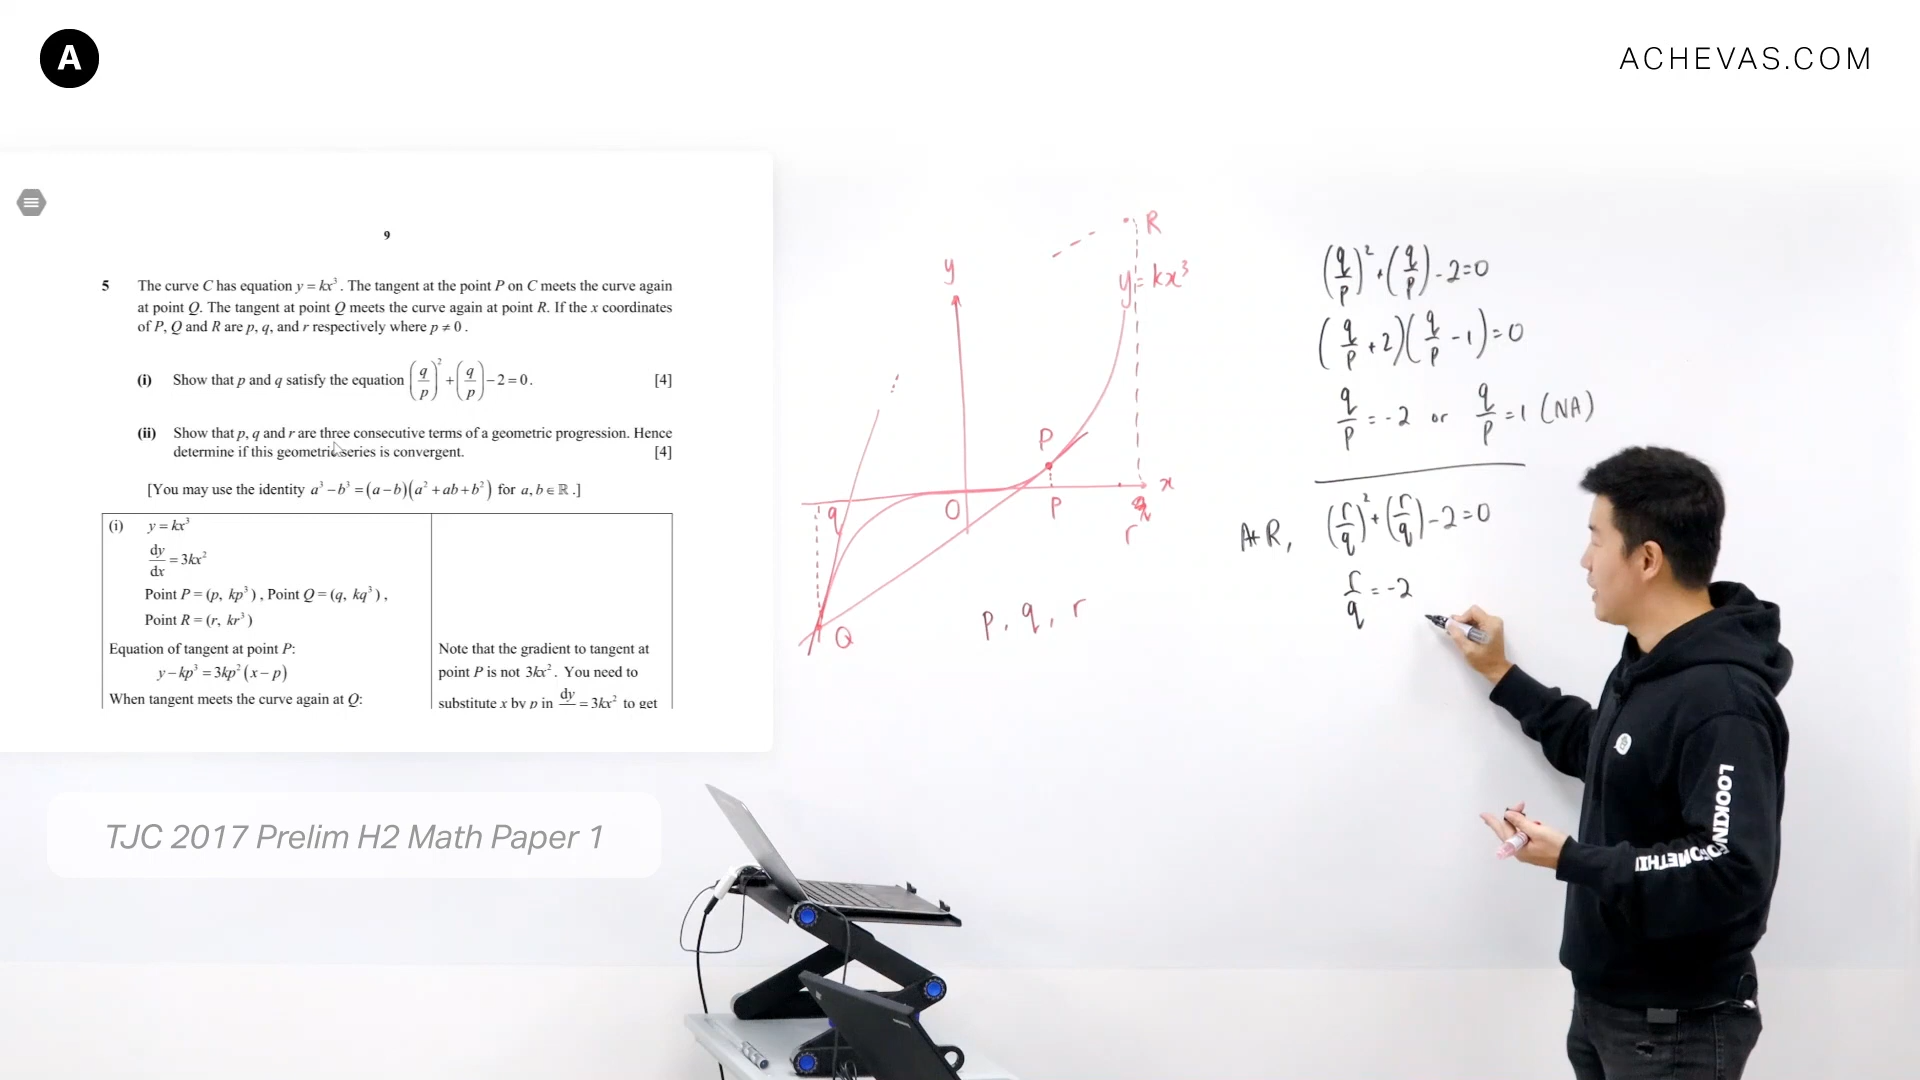 A
ACHEVAS.COM
9
5 The curve C has equation y = kx³. The tangent at the point P on C meets the curve again
at point Q. The tangent at point Q meets the curve again at point R. If the x coordinates
of P, Q and R are p, q, and r respectively where p ≠ 0.
(i) Show that p and q satisfy the equation (q/p)² + (q/p) − 2 = 0. [4]
(ii) Show that p, q and r are three consecutive terms of a geometric progression. Hence
determine if this geometric series is convergent. [4]
[You may use the identity a³ − b³ = (a − b)(a² + ab + b²) for a, b ∈ ℝ.]
(i) y = kx³
dy/dx = 3kx²
Point P = (p, kp³), Point Q = (q, kq³),
Point R = (r, kr³)
Equation of tangent at point P:
y − kp³ = 3kp²(x − p)
When tangent meets the curve again at Q:
Note that the gradient to tangent at
point P is not 3kx². You need to
substitute x by p in dy/ = 3kx² to get
TJC 2017 Prelim H2 Math Paper 1
R
y
y = kx³
P
x
q
O
P
r
Q
p, q, r
(q/p)² + (q/p) - 2 = 0
(q/p + 2)(q/p - 1) = 0
q/p = -2 or q/p = 1 (NA)
At R, (r/q)² + (r/q) - 2 = 0
r/q = -2